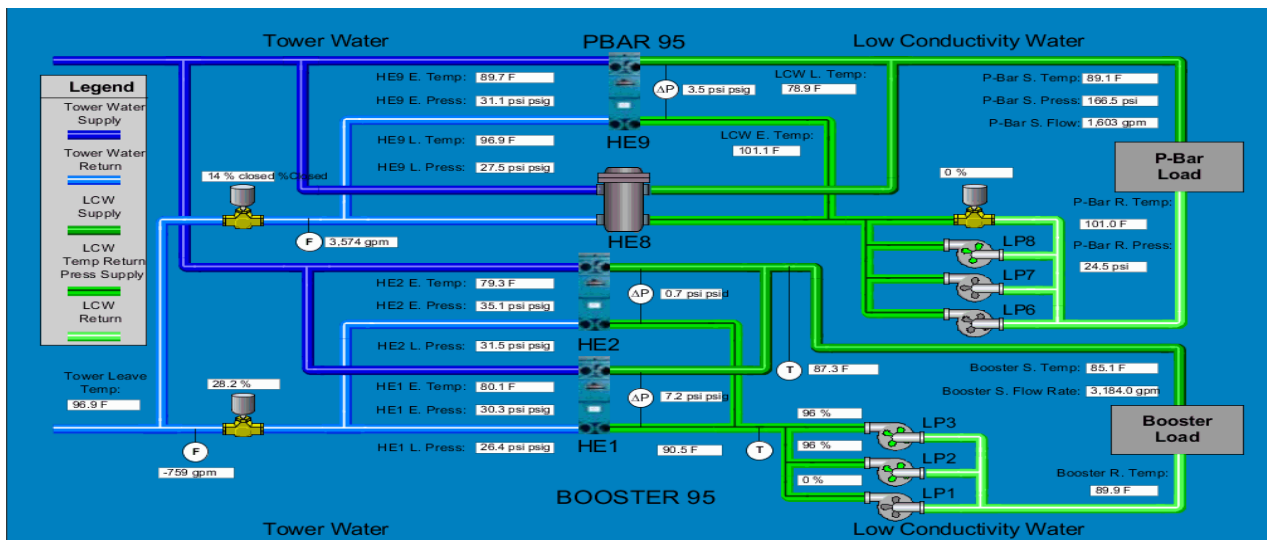 Tower Water
PBAR 95
Low Conductivity Water
Legend
Tower Water
Supply
Tower Water
Return
LCW
Supply
LCW
Temp Return
Press Supply
LCW
Return
HE9 E. Temp: 89.7 F
HE9 E. Press: 31.1 psi psig
HE9 L. Temp: 96.9 F
HE9 L. Press: 27.5 psi psig
ΔP 3.5 psi psig
HE9
LCW L. Temp:
78.9 F
LCW E. Temp:
101.1 F
P-Bar S. Temp: 89.1 F
P-Bar S. Press: 166.5 psi
P-Bar S. Flow: 1,603 gpm
P-Bar
Load
P-Bar R. Temp:
101.0 F
P-Bar R. Press:
24.5 psi
14 % closed %Closed
F 3,574 gpm
HE8
0 %
LP8
LP7
LP6
HE2 E. Temp: 79.3 F
HE2 E. Press: 35.1 psi psig
HE2 L. Press: 31.5 psi psig
ΔP 0.7 psi psid
HE2
HE1 E. Temp: 80.1 F
HE1 E. Press: 30.3 psi psig
HE1 L. Press: 26.4 psi psig
ΔP 7.2 psi psig
HE1
T 87.3 F
90.5 F T
Tower Leave
Temp:
96.9 F
28.2 %
F
-759 gpm
Booster S. Temp: 85.1 F
Booster S. Flow Rate: 3,184.0 gpm
Booster
Load
Booster R. Temp:
89.9 F
96 %
LP3
96 %
LP2
0 %
LP1
BOOSTER 95
Tower Water
Low Conductivity Water